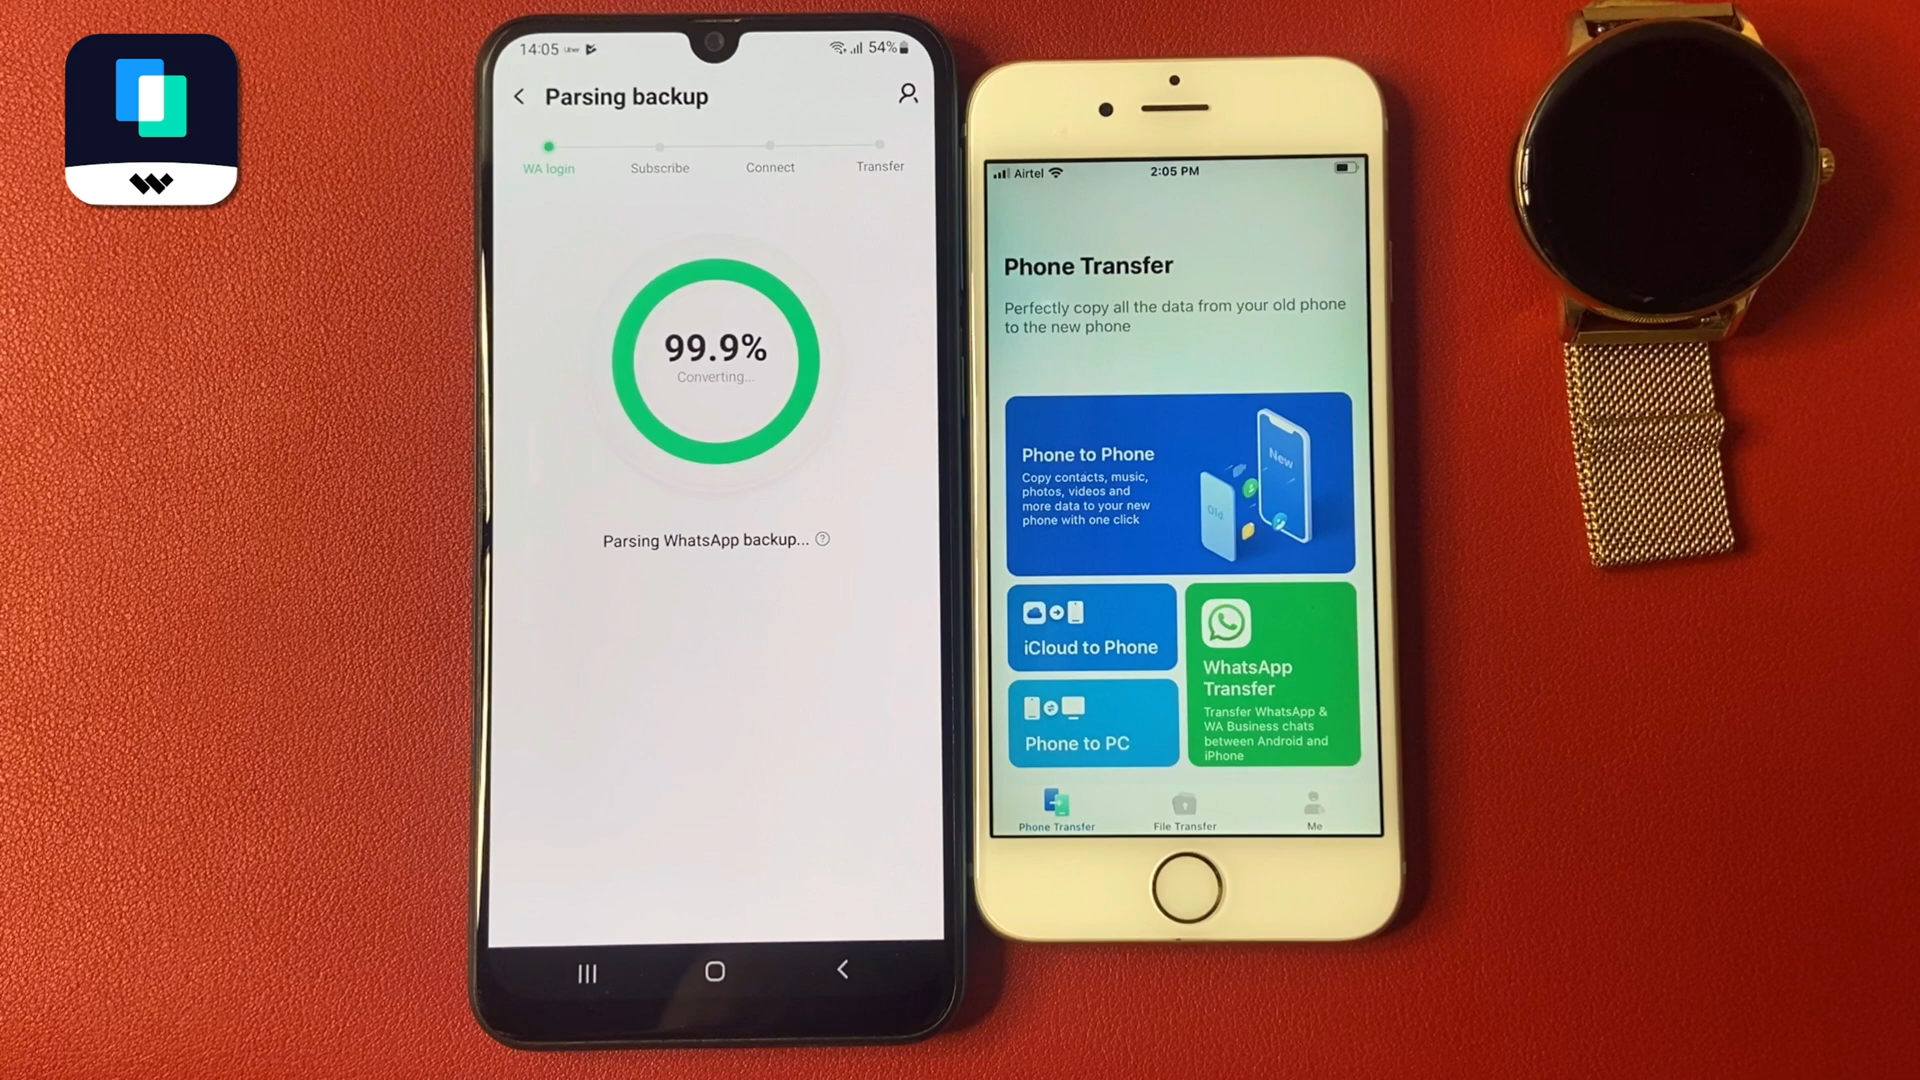 14:05 Uber
54%
Parsing backup
WA login
Subscribe
Connect
Transfer
99.9%
Converting...
Parsing WhatsApp backup... ?
Airtel
2:05 PM
Phone Transfer
Perfectly copy all the data from your old phone
to the new phone
Phone to Phone
Copy contacts, music,
photos, videos and
more data to your new
phone with one click
Old
New
iCloud to Phone
Phone to PC
WhatsApp
Transfer
Transfer WhatsApp &
WA Business chats
between Android and
iPhone
Phone Transfer
File Transfer
Me